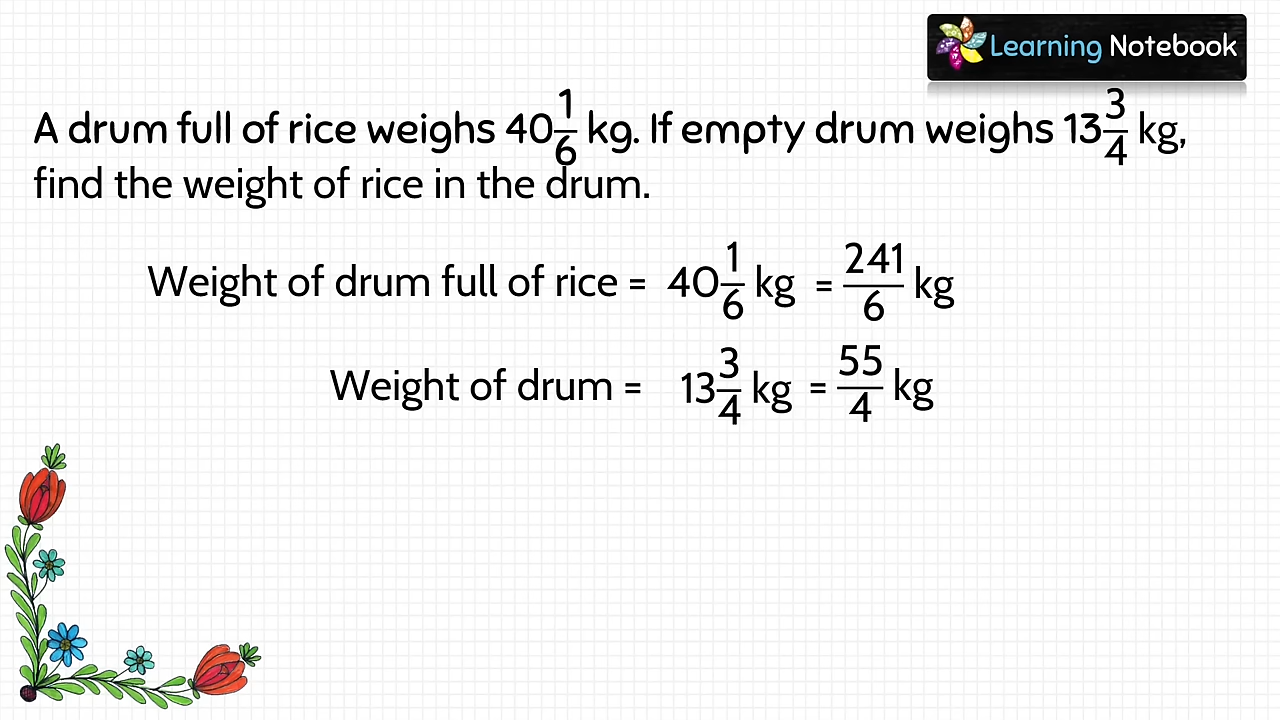 Learning Notebook
A drum full of rice weighs 40 1/6 kg. If empty drum weighs 13 3/4 kg,
find the weight of rice in the drum.
Weight of drum full of rice = 40 1/6 kg = 241/6 kg
Weight of drum = 13 3/4 kg = 55/4 kg